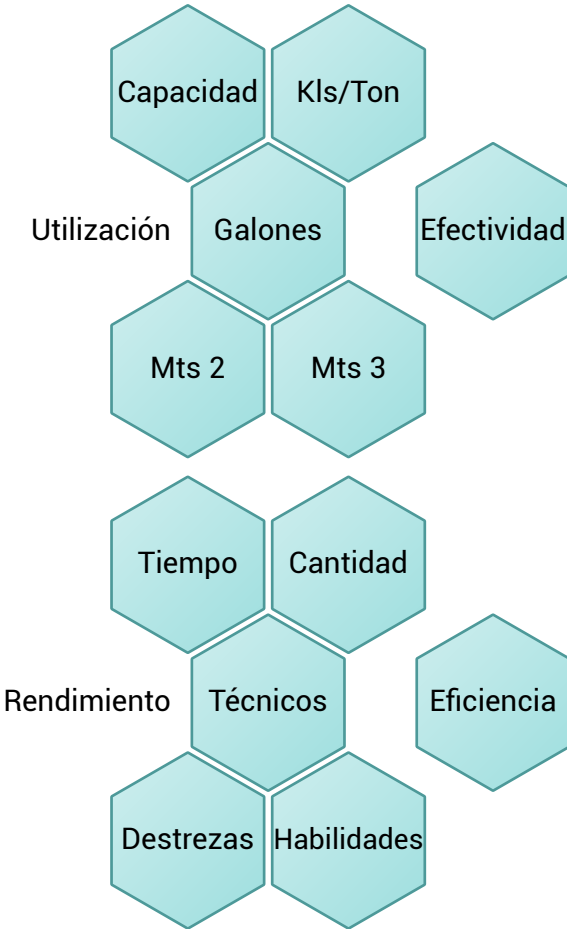 Capacidad
Kls/Ton
Utilización
Galones
Efectividad
Mts 2
Mts 3
Tiempo
Cantidad
Rendimiento
Técnicos
Eficiencia
Destrezas
Habilidades